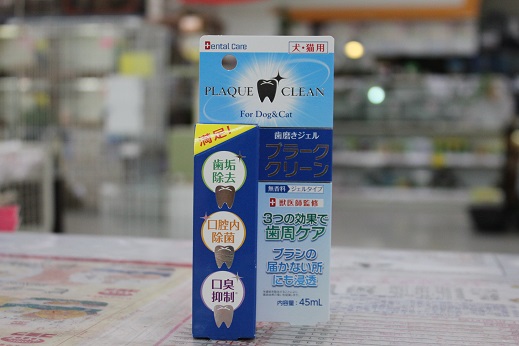 Dental Care
犬・猫用
PLAQUE CLEAN
For Dog&Cat
満足!
歯垢
除去
口腔内
除菌
口臭
抑制
歯磨きジェル
プラーク
クリーン
無香料 ジェルタイプ
獣医師監修
3つの効果で
歯周ケア
ブラシの
届かない所
にも浸透
内容量:45mL